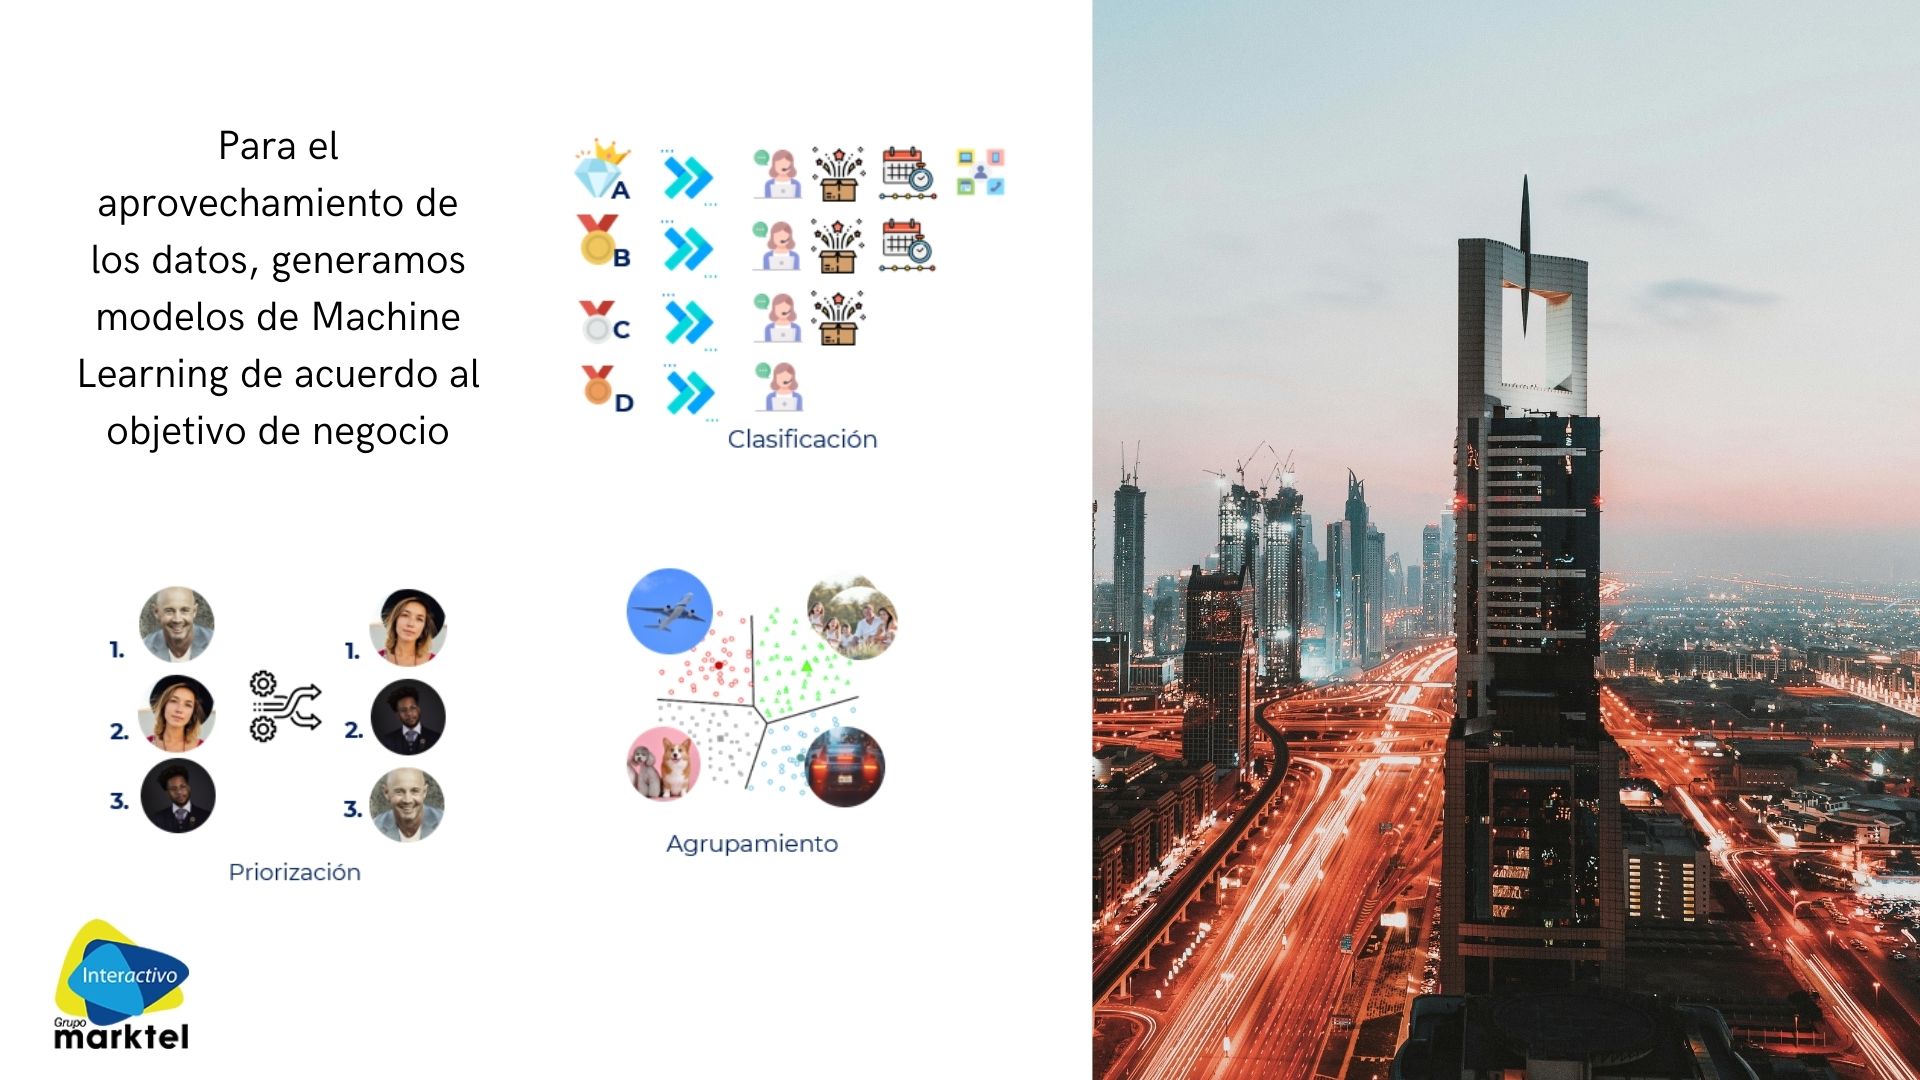 Para el
aprovechamiento de
los datos, generamos
modelos de Machine
Learning de acuerdo al
objetivo de negocio
A
B
C
D
Clasificación
1.
2.
3.
1.
2.
3.
Priorización
Agrupamiento
Interactivo
Grupo
marktel